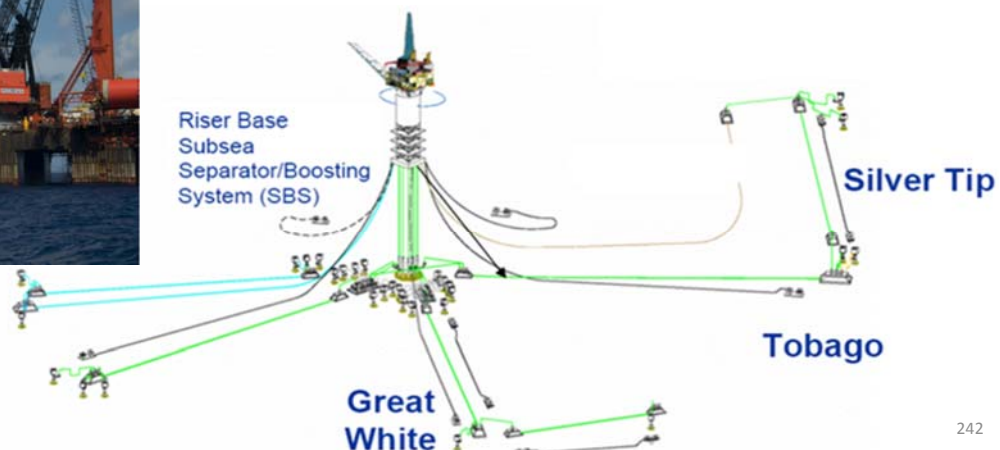 Riser Base
Subsea
Separator/Boosting
System (SBS)
Silver Tip
Tobago
Great
White
242